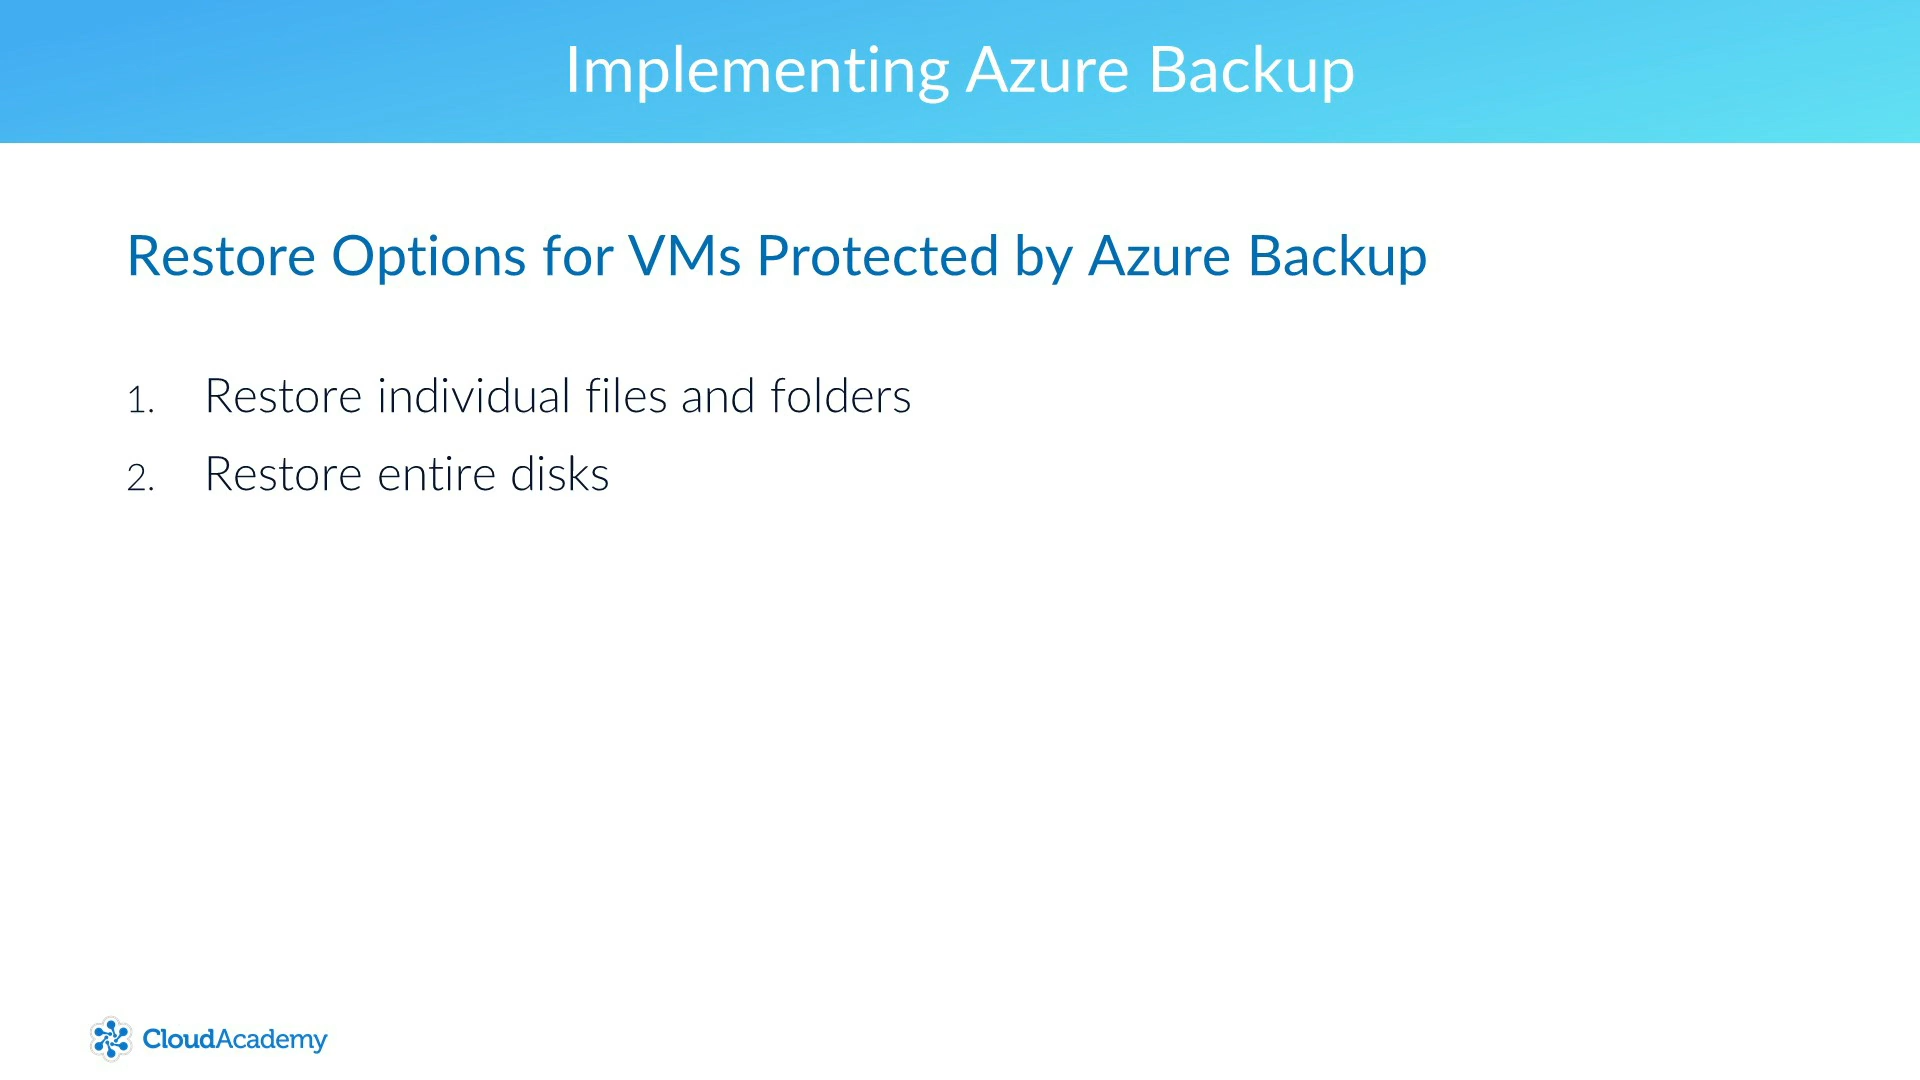 Implementing Azure Backup
Restore Options for VMs Protected by Azure Backup
1. Restore individual files and folders
2. Restore entire disks
CloudAcademy